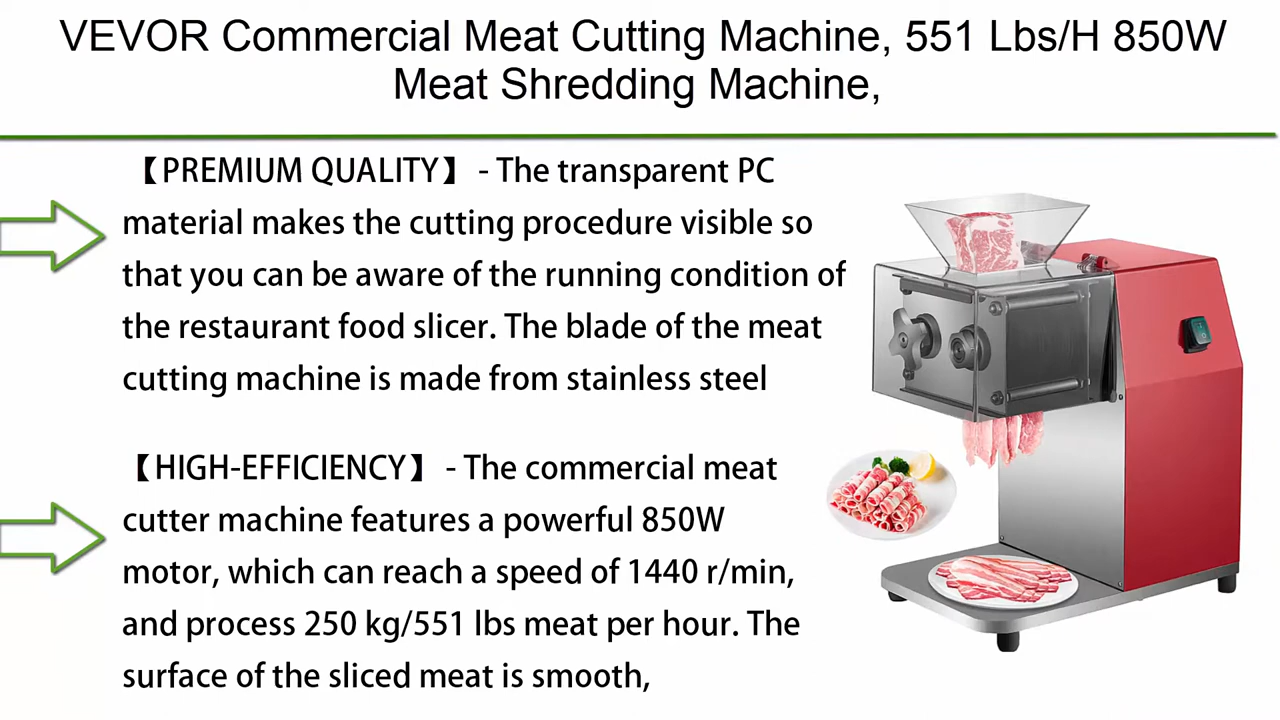 VEVOR Commercial Meat Cutting Machine, 551 Lbs/H 850W
Meat Shredding Machine,
【PREMIUM QUALITY】 - The transparent PC
material makes the cutting procedure visible so
that you can be aware of the running condition of
the restaurant food slicer. The blade of the meat
cutting machine is made from stainless steel
【HIGH-EFFICIENCY】 - The commercial meat
cutter machine features a powerful 850W
motor, which can reach a speed of 1440 r/min,
and process 250 kg/551 lbs meat per hour. The
surface of the sliced meat is smooth,